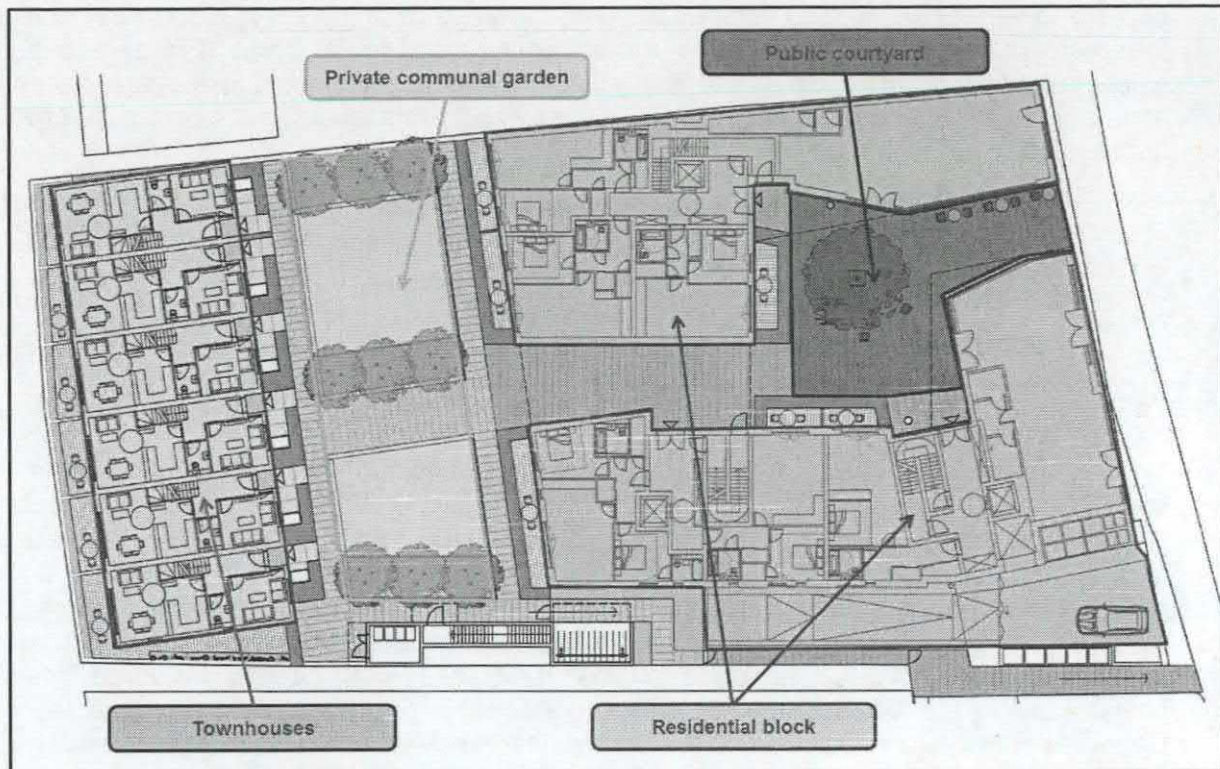 Public courtyard
Private communal garden
Townhouses
Residential block